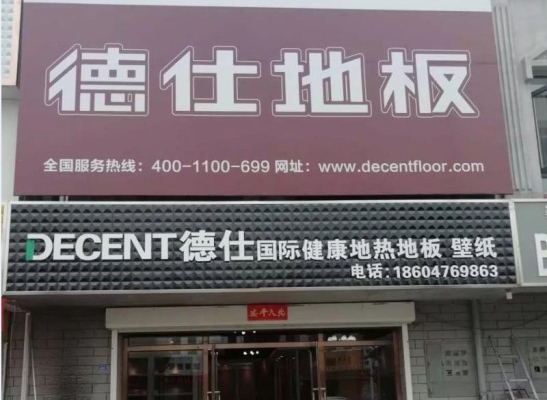 德仕地板
全国服务热线：400-1100-699 网址：www.decentfloor.com
DECENT德仕国际健康地热地板 壁纸
电话：18604769863